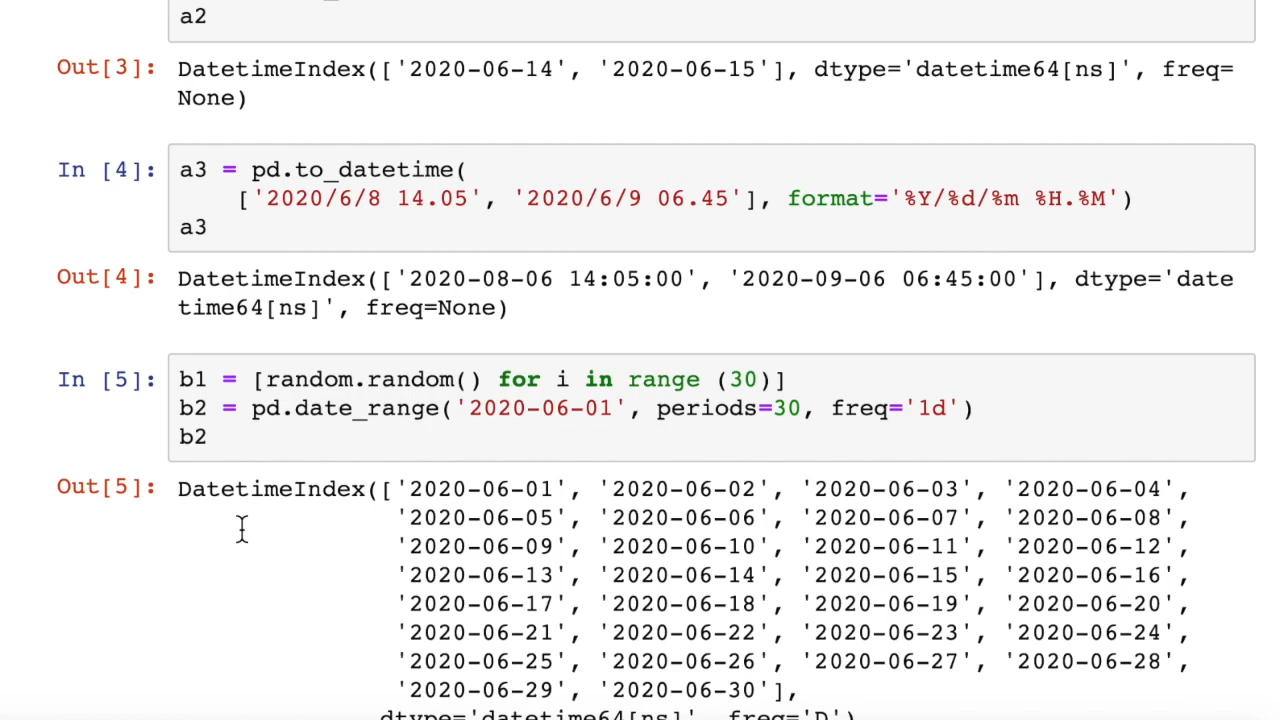 a2
Out[3]: DatetimeIndex(['2020-06-14', '2020-06-15'], dtype='datetime64[ns]', freq=
None)
In [4]: a3 = pd.to_datetime(
['2020/6/8 14.05', '2020/6/9 06.45'], format='%Y/%d/%m %H.%M')
a3
Out[4]: DatetimeIndex(['2020-08-06 14:05:00', '2020-09-06 06:45:00'], dtype='date
time64[ns]', freq=None)
In [5]: b1 = [random.random() for i in range (30)]
b2 = pd.date_range('2020-06-01', periods=30, freq='1d')
b2
Out[5]: DatetimeIndex(['2020-06-01', '2020-06-02', '2020-06-03', '2020-06-04',
'2020-06-05', '2020-06-06', '2020-06-07', '2020-06-08',
'2020-06-09', '2020-06-10', '2020-06-11', '2020-06-12',
'2020-06-13', '2020-06-14', '2020-06-15', '2020-06-16',
'2020-06-17', '2020-06-18', '2020-06-19', '2020-06-20',
'2020-06-21', '2020-06-22', '2020-06-23', '2020-06-24',
'2020-06-25', '2020-06-26', '2020-06-27', '2020-06-28',
'2020-06-29', '2020-06-30'],
dtype='datetime64[ns]', freq='D')